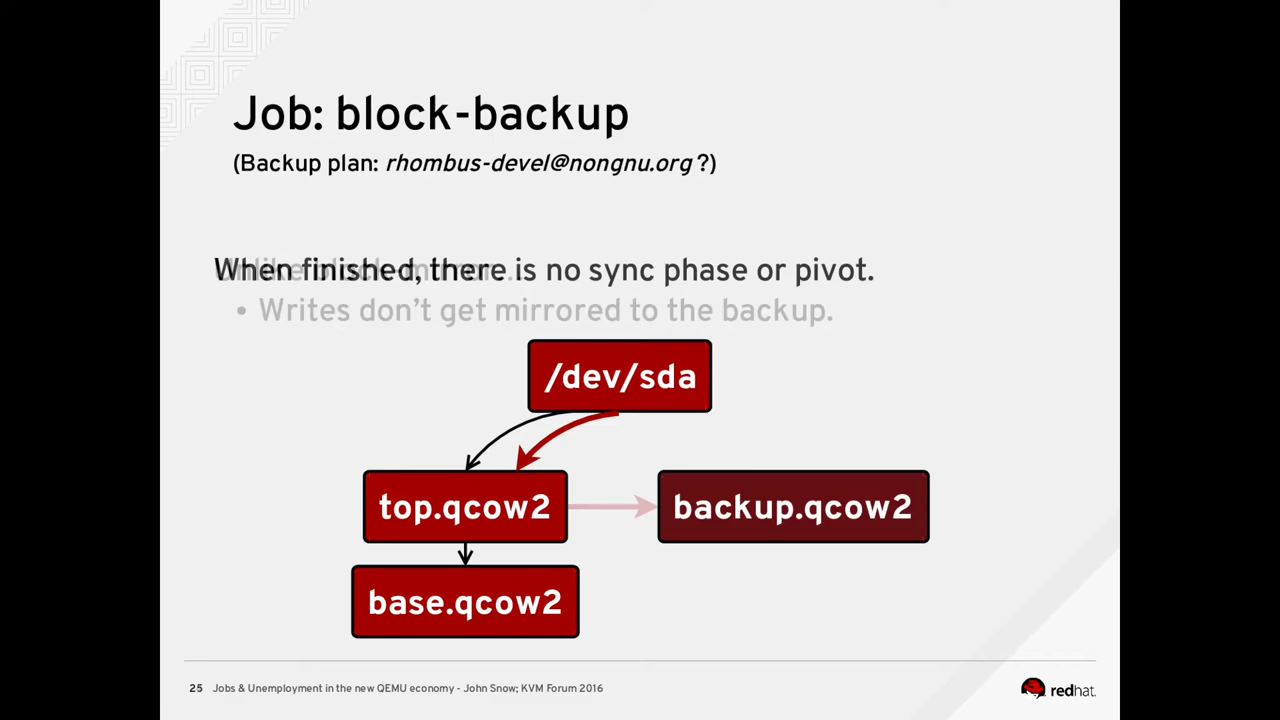 Job: block-backup
(Backup plan: rhombus-devel@nongnu.org ?)
When finished, there is no sync phase or pivot.
• Writes don't get mirrored to the backup.
/dev/sda
top.qcow2
backup.qcow2
base.qcow2
25 Jobs & Unemployment in the new QEMU economy - John Snow; KVM Forum 2016
redhat.